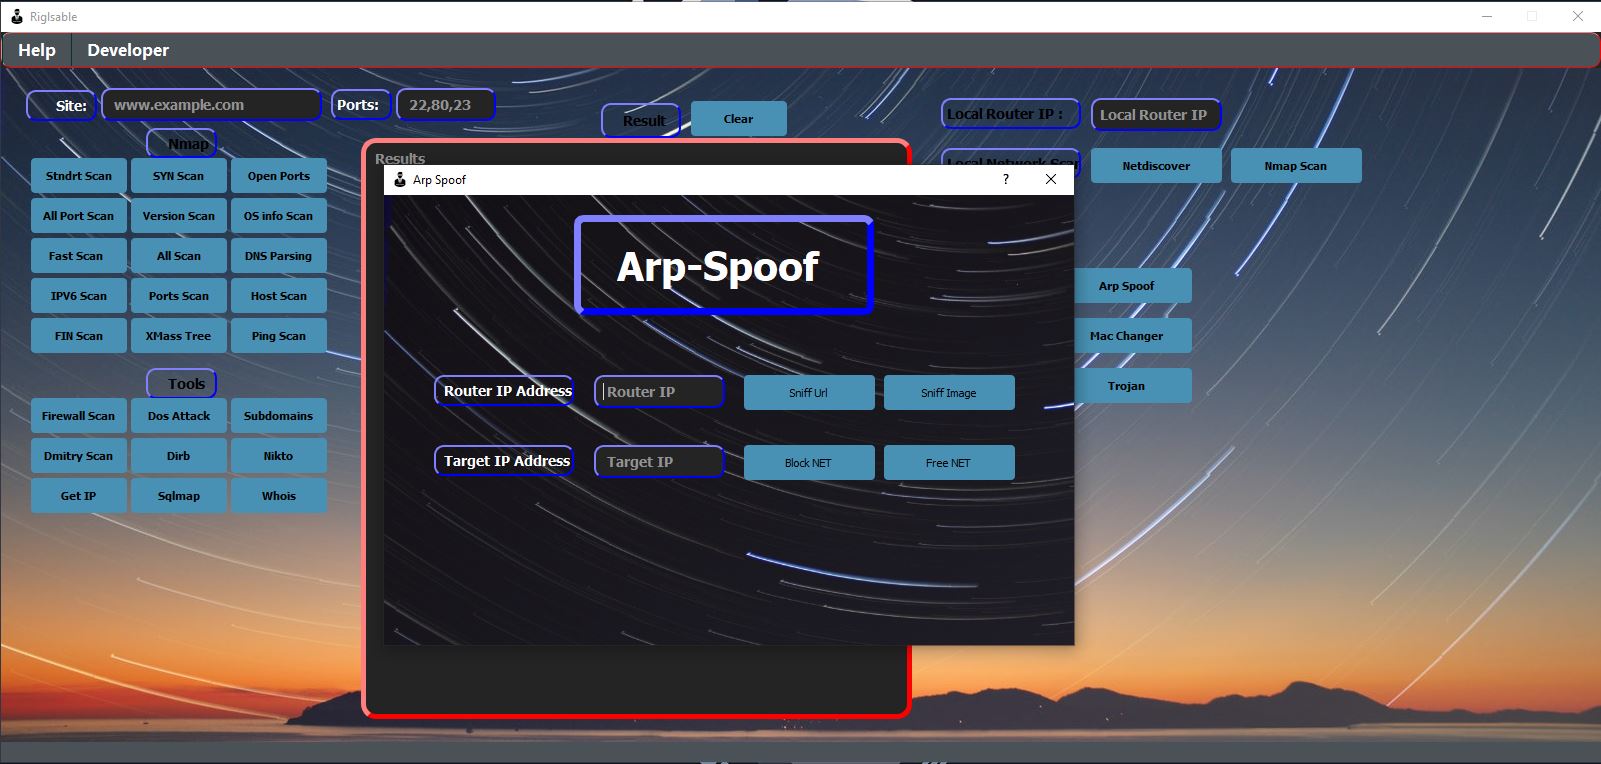 Riglsable
Help Developer
Site: www.example.com Ports: 22,80,23
Result Clear
Local Router IP : Local Router IP
Nmap
Stndrt Scan SYN Scan Open Ports
All Port Scan Version Scan OS info Scan
Fast Scan All Scan DNS Parsing
IPV6 Scan Ports Scan Host Scan
FIN Scan XMass Tree Ping Scan
Tools
Firewall Scan Dos Attack Subdomains
Dmitry Scan Dirb Nikto
Get IP Sqlmap Whois
Results
Local Network Scan Netdiscover Nmap Scan
Arp Spoof ?
Arp-Spoof
Router IP Address Router IP Sniff Url Sniff Image
Target IP Address Target IP Block NET Free NET
Arp Spoof
Mac Changer
Trojan